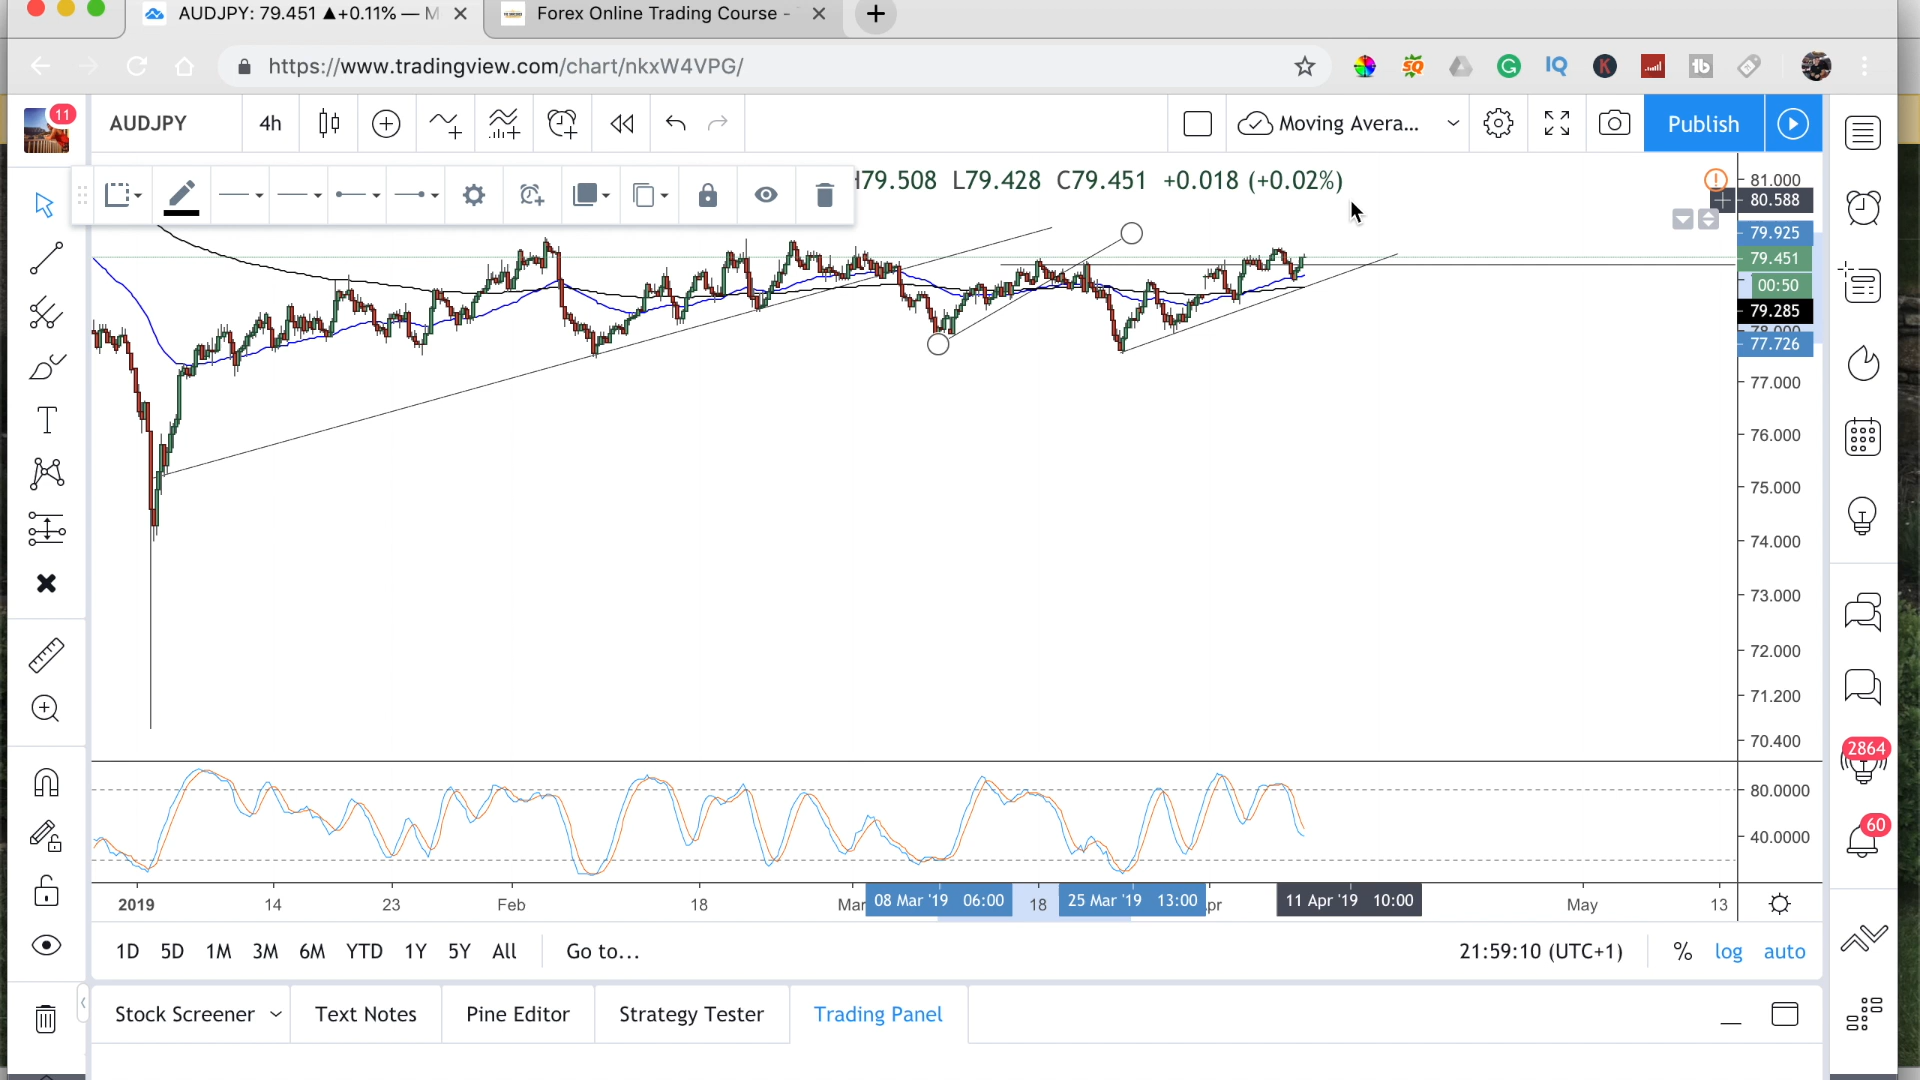 AUDJPY: 79.451 ▲+0.11% — M
Forex Online Trading Course -
https://www.tradingview.com/chart/nkxW4VPG/
11
AUDJPY
4h
Moving Avera...
Publish
H79.508 L79.428 C79.451 +0.018 (+0.02%)
81.000
80.588
79.925
79.451
00:50
79.285
78.000
77.726
77.000
76.000
75.000
74.000
73.000
72.000
71.200
70.400
80.0000
40.0000
2864
60
2019
14
23
Feb
18
Mar
08 Mar '19 06:00
18
25 Mar '19 13:00
pr
11 Apr '19 10:00
May
13
1D 5D 1M 3M 6M YTD 1Y 5Y All
Go to...
21:59:10 (UTC+1)
%
log
auto
Stock Screener
Text Notes
Pine Editor
Strategy Tester
Trading Panel